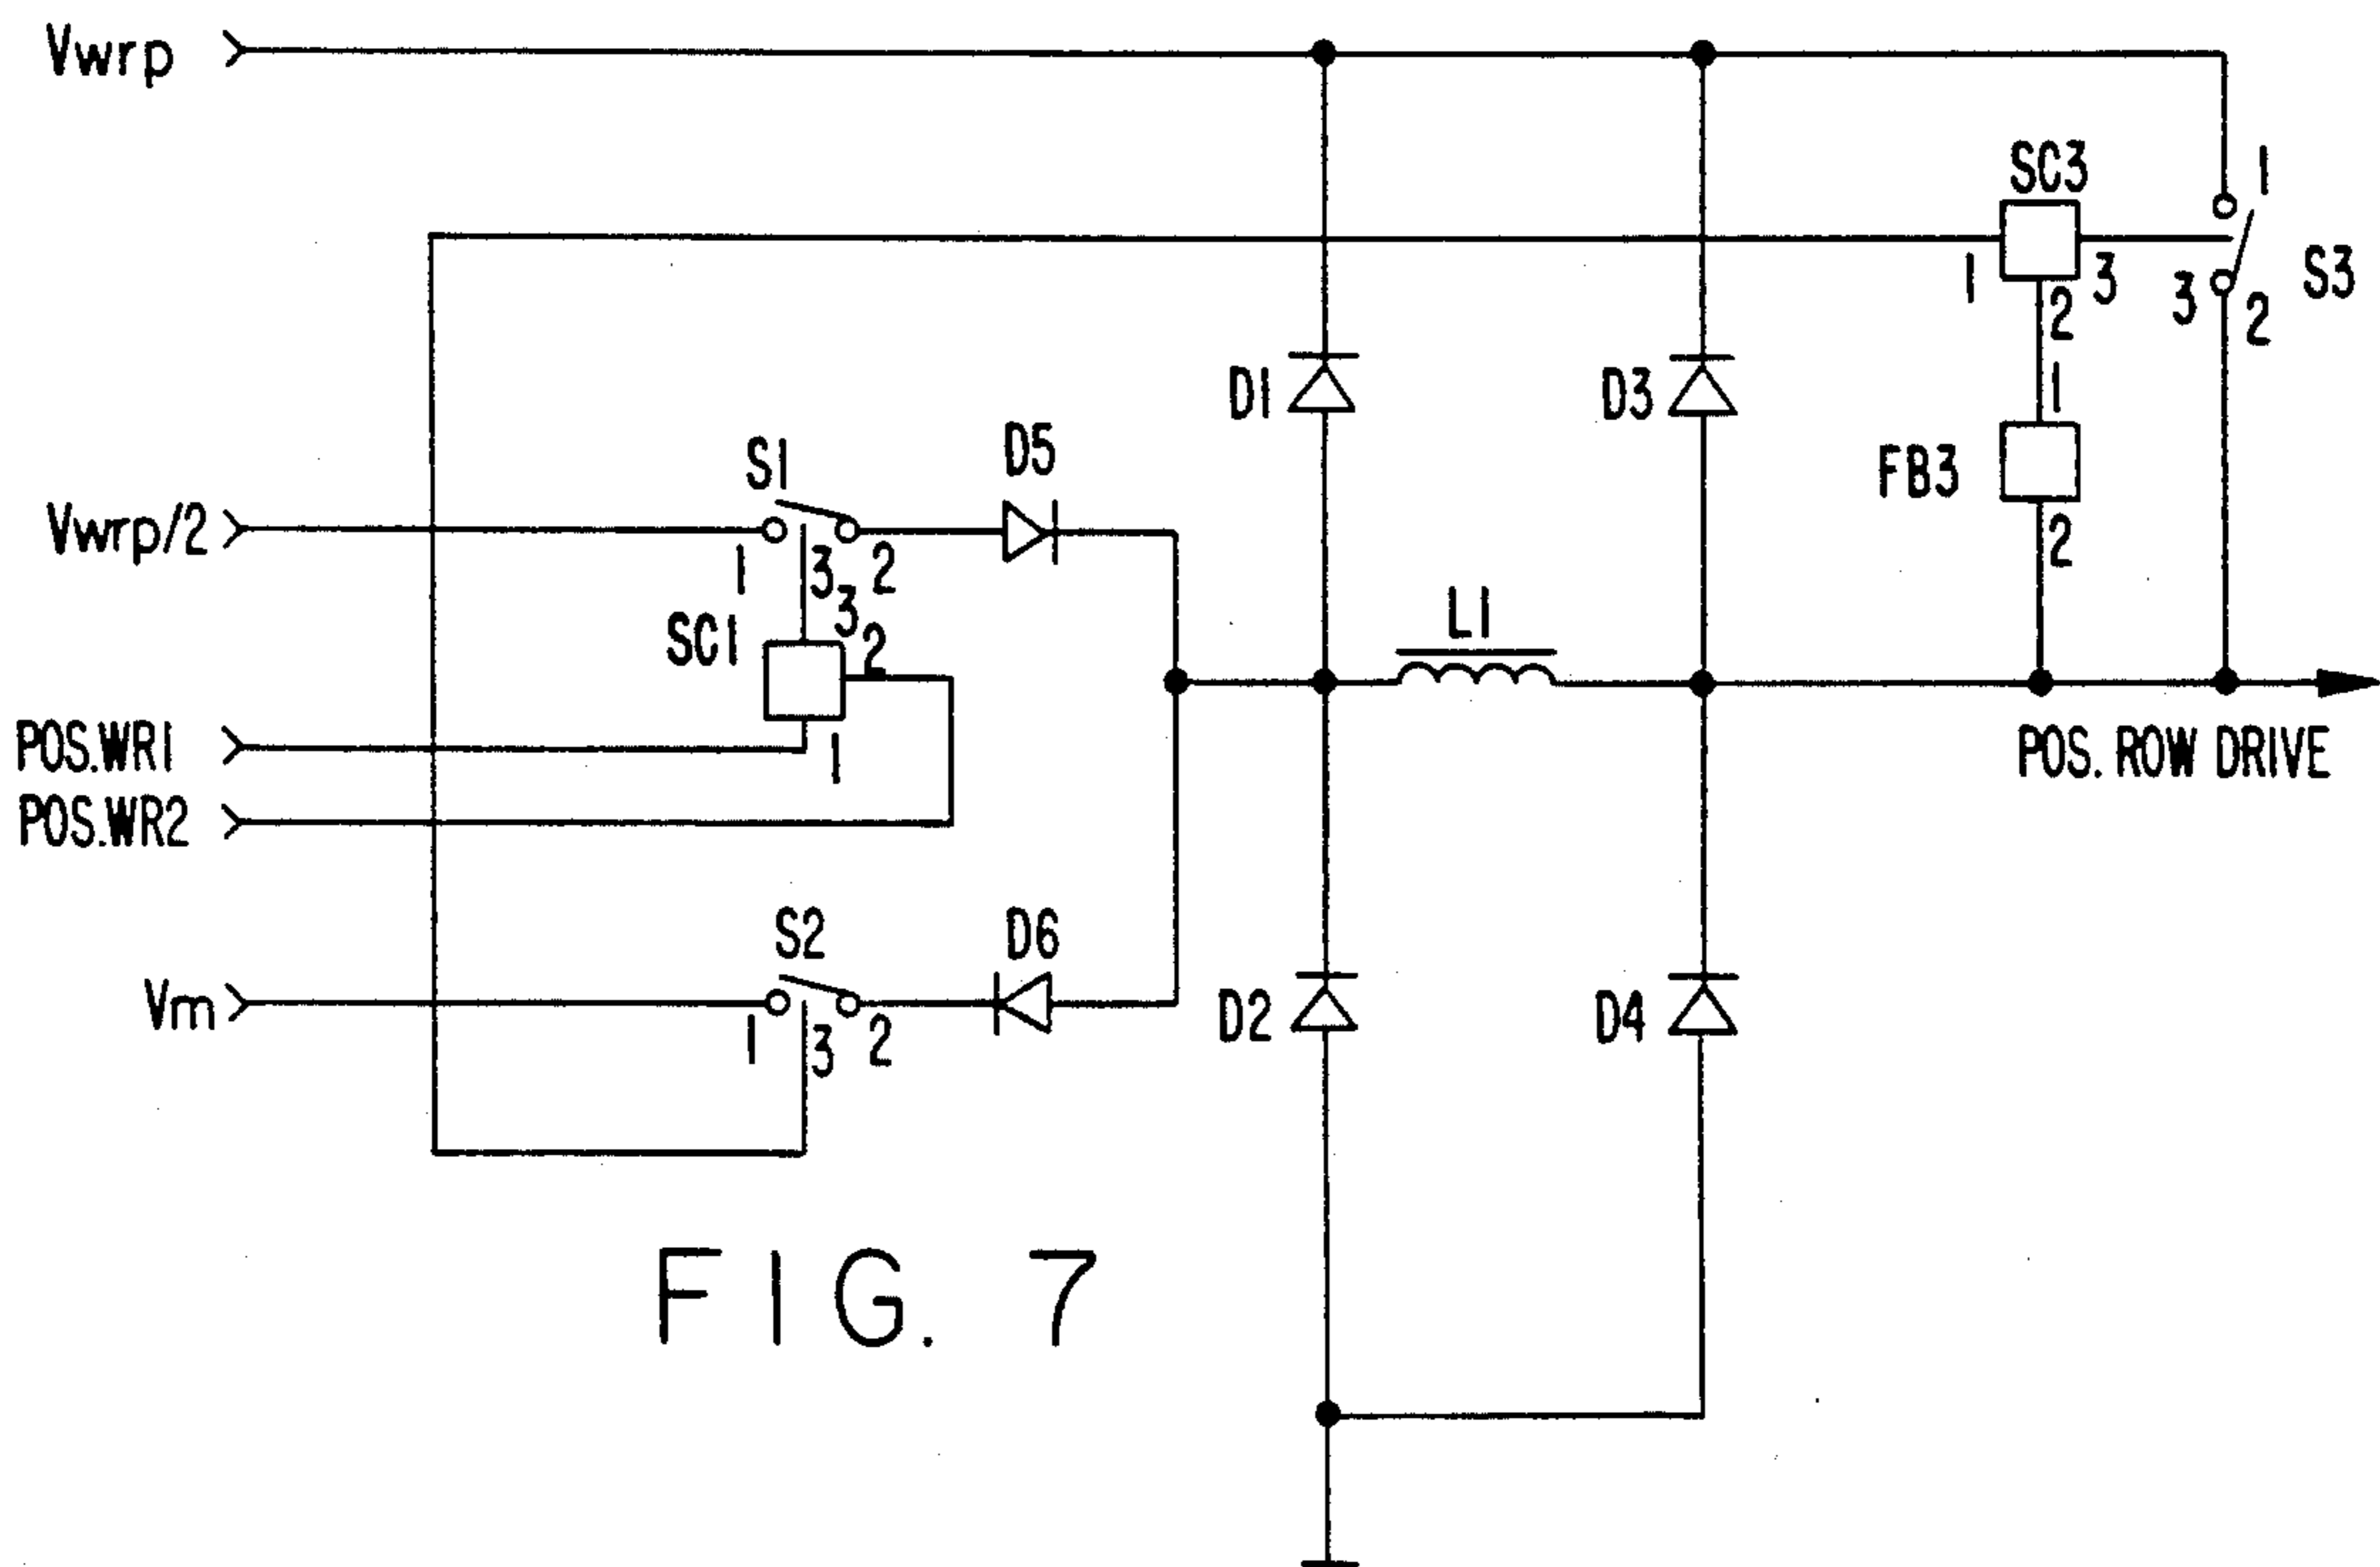 Vwrp
SC3
1
1
3
2
3
2
S3
D1
D3
1
FB3
2
S1
D5
Vwrp/2
1
3
2
SC1
3
2
1
L1
POS.WR1
POS.WR2
POS. ROW DRIVE
S2
D6
Vm
1
3
2
D2
D4
FIG. 7